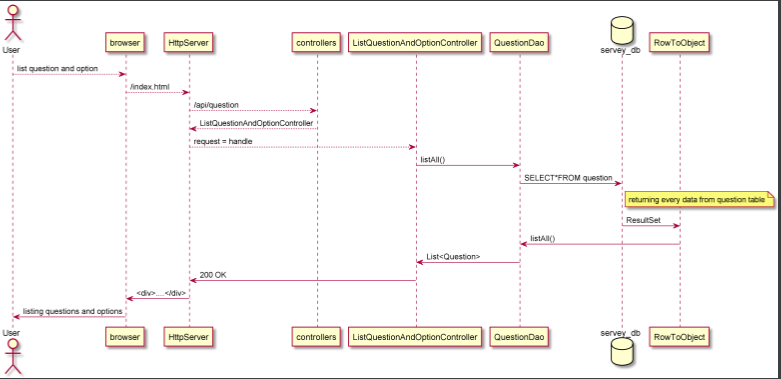 User
browser
HttpServer
controllers
ListQuestionAndOptionController
QuestionDao
servey_db
RowToObject
list question and option
/index.html
/api/question
ListQuestionAndOptionController
request = handle
listAll()
SELECT*FROM question
returning every data from question table
ResultSet
listAll()
List<Question>
200 OK
<div>....</div>
listing questions and options
User
browser
HttpServer
controllers
ListQuestionAndOptionController
QuestionDao
servey_db
RowToObject